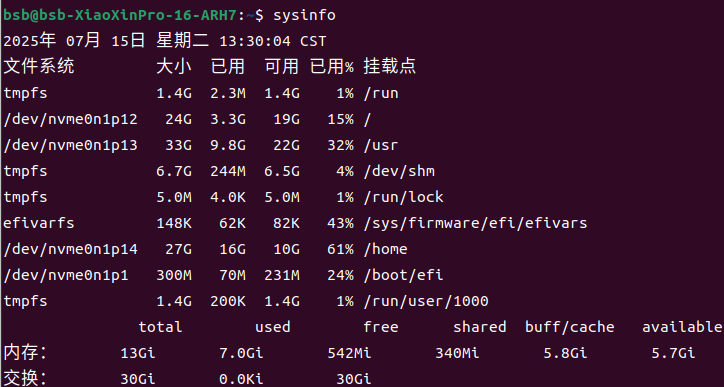 bsb@bsb-XiaoXinPro-16-ARH7:~$ sysinfo
2025年 07月 15日 星期二 13:30:04 CST
文件系统 大小 已用 可用 已用% 挂载点
tmpfs 1.4G 2.3M 1.4G 1% /run
/dev/nvme0n1p12 24G 3.3G 19G 15% /
/dev/nvme0n1p13 33G 9.8G 22G 32% /usr
tmpfs 6.7G 244M 6.5G 4% /dev/shm
tmpfs 5.0M 4.0K 5.0M 1% /run/lock
efivarfs 148K 62K 82K 43% /sys/firmware/efi/efivars
/dev/nvme0n1p14 27G 16G 10G 61% /home
/dev/nvme0n1p1 300M 70M 231M 24% /boot/efi
tmpfs 1.4G 200K 1.4G 1% /run/user/1000
total used free shared buff/cache available
内存： 13Gi 7.0Gi 542Mi 340Mi 5.8Gi 5.7Gi
交换： 30Gi 0.0Ki 30Gi